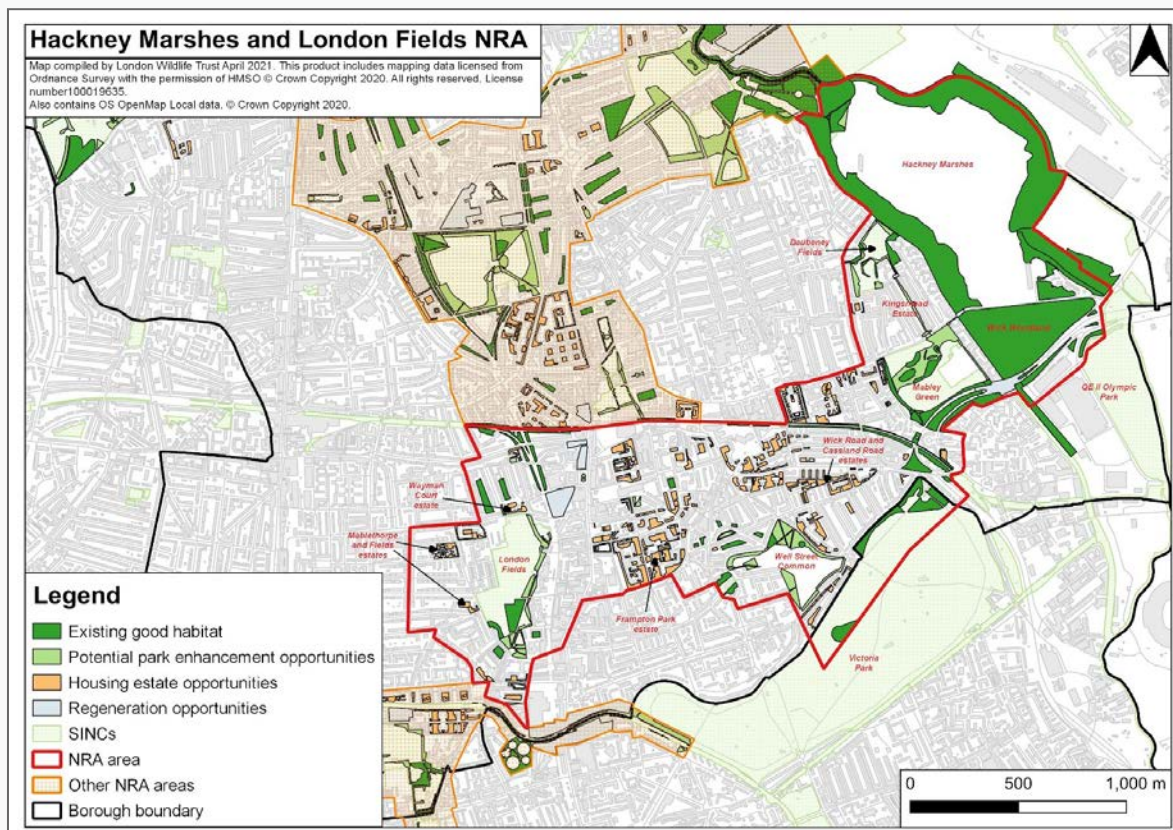 Hackney Marshes and London Fields NRA
Map compiled by London Wildlife Trust April 2021. This product includes mapping data licensed from
Ordnance Survey with the permission of HMSO © Crown Copyright 2020. All rights reserved. License
number100019635.
Also contains OS OpenMap Local data. © Crown Copyright 2020.
Hackney Marshes
Daubeney
Fields
Kingsmead
Estate
Wick Woodland
Mabley
Green
QE II Olympic
Park
Wick Road and
Cassland Road
estates
Wayman
Court
estate
Mablethorpe
and Fields
estates
London
Fields
Well Street
Common
Frampton Park
estate
Victoria
Park
Legend
Existing good habitat
Potential park enhancement opportunities
Housing estate opportunities
Regeneration opportunities
SINCs
NRA area
Other NRA areas
Borough boundary
0 500 1,000 m